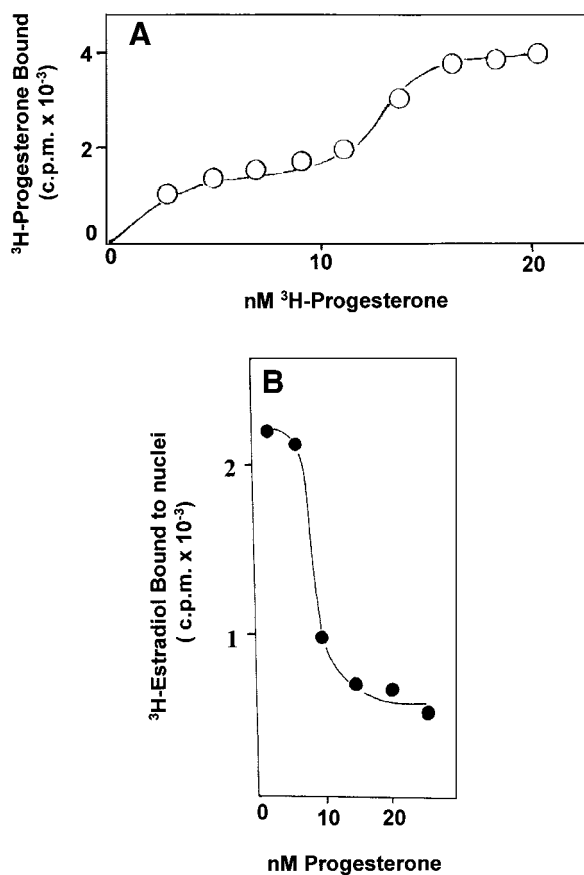 A
³H-Progesterone Bound
(c.p.m. x 10⁻³)
4
2
0
0
10
20
nM ³H-Progesterone
B
³H-Estradiol Bound to nuclei
( c.p.m. x 10⁻³)
2
1
0
10
20
nM Progesterone